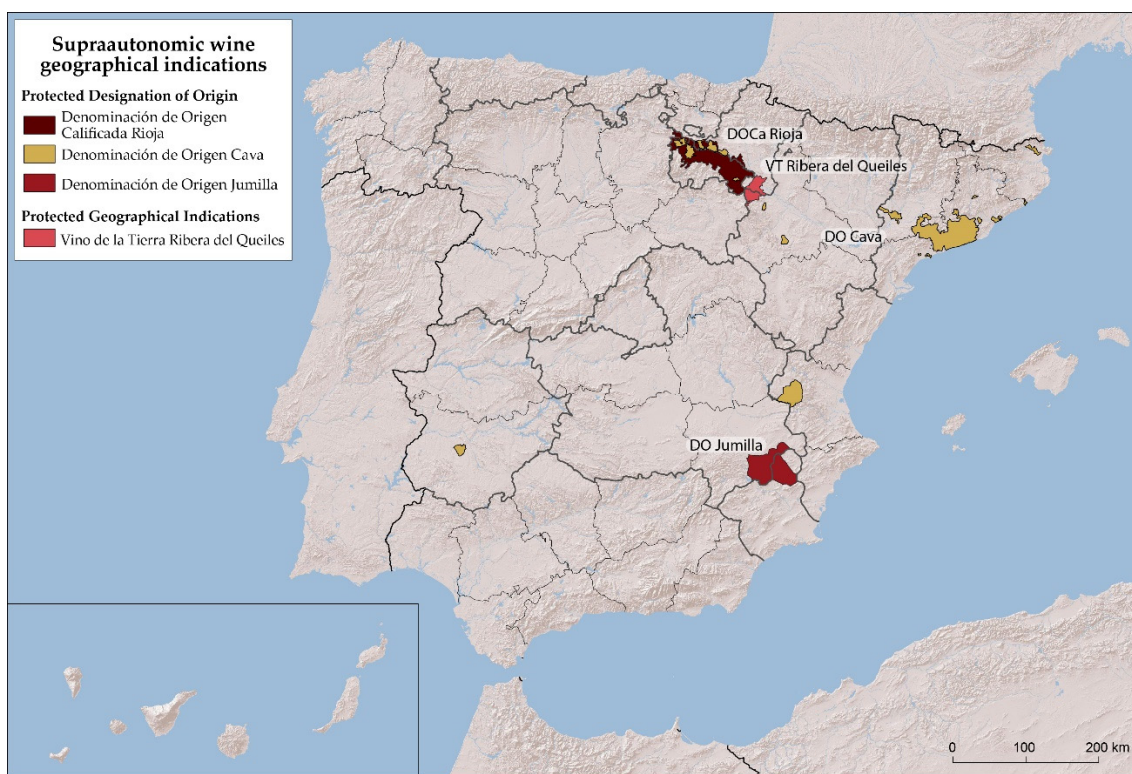 Supraautonomic wine
geographical indications
Protected Designation of Origin
Denominación de Origen
Calificada Rioja
Denominación de Origen Cava
Denominación de Origen Jumilla
Protected Geographical Indications
Vino de la Tierra Ribera del Queiles
DOCa Rioja
VT Ribera del Queiles
DO Cava
DO Jumilla
0 100 200 km